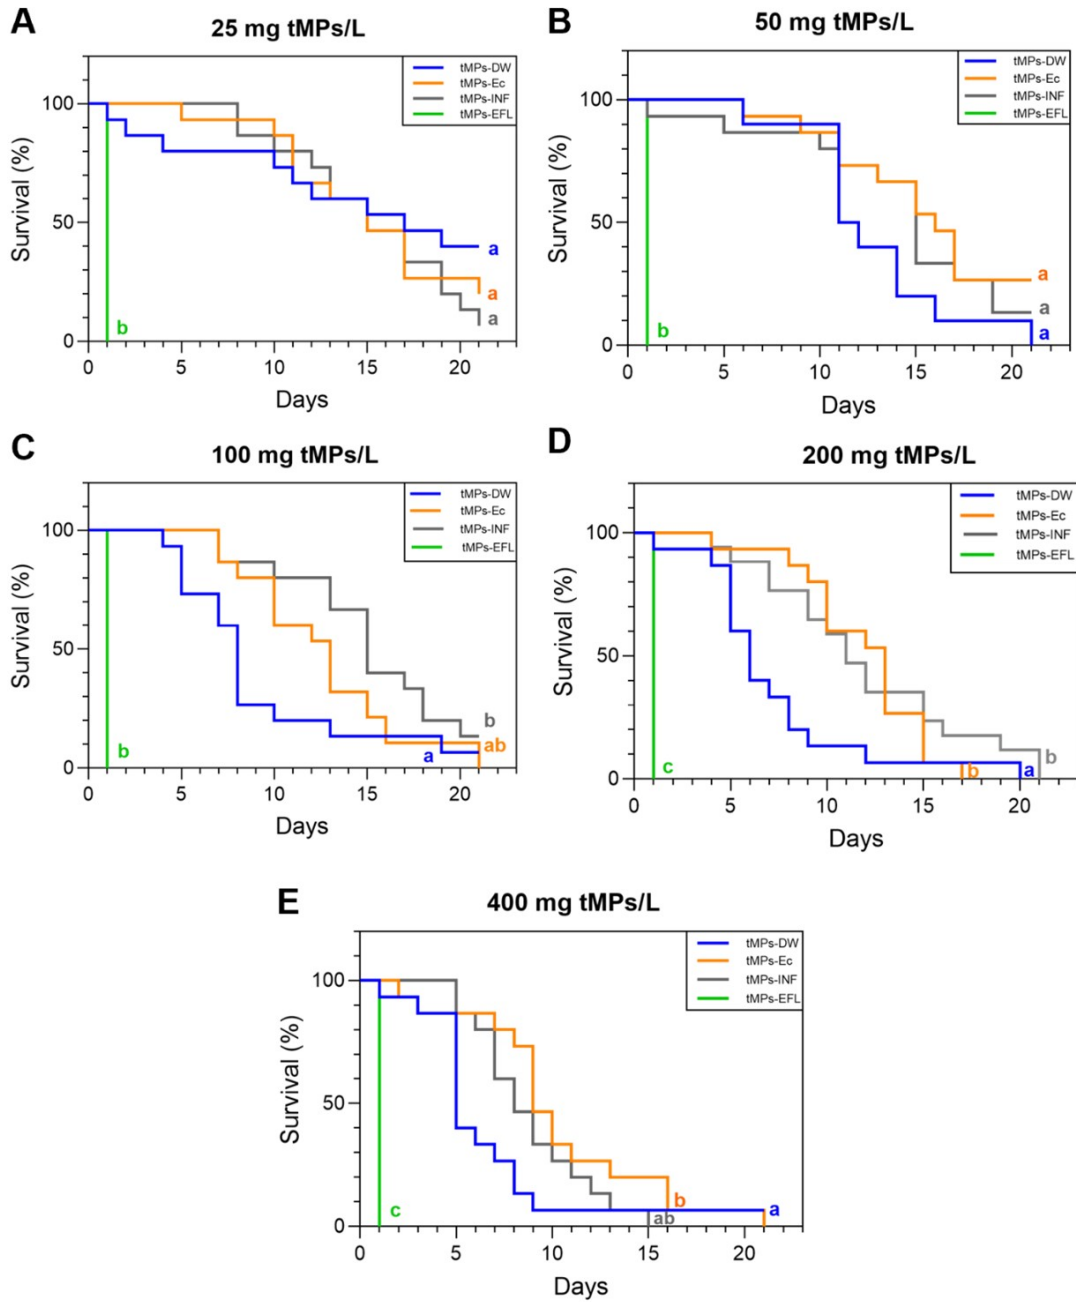 A
25 mg tMPs/L
tMPs-DW
tMPs-Ec
tMPs-INF
tMPs-EFL
Survival (%)
100
50
0
a
a
a
b
0 5 10 15 20
Days
B
50 mg tMPs/L
tMPs-DW
tMPs-Ec
tMPs-INF
tMPs-EFL
Survival (%)
100
50
0
a
a
a
b
0 5 10 15 20
Days
C
100 mg tMPs/L
tMPs-DW
tMPs-Ec
tMPs-INF
tMPs-EFL
Survival (%)
100
50
0
b
ab
a
b
0 5 10 15 20
Days
D
200 mg tMPs/L
tMPs-DW
tMPs-Ec
tMPs-INF
tMPs-EFL
Survival (%)
100
50
0
c
b
a
b
0 5 10 15 20
Days
E
400 mg tMPs/L
tMPs-DW
tMPs-Ec
tMPs-INF
tMPs-EFL
Survival (%)
100
50
0
c
b
ab
a
0 5 10 15 20
Days